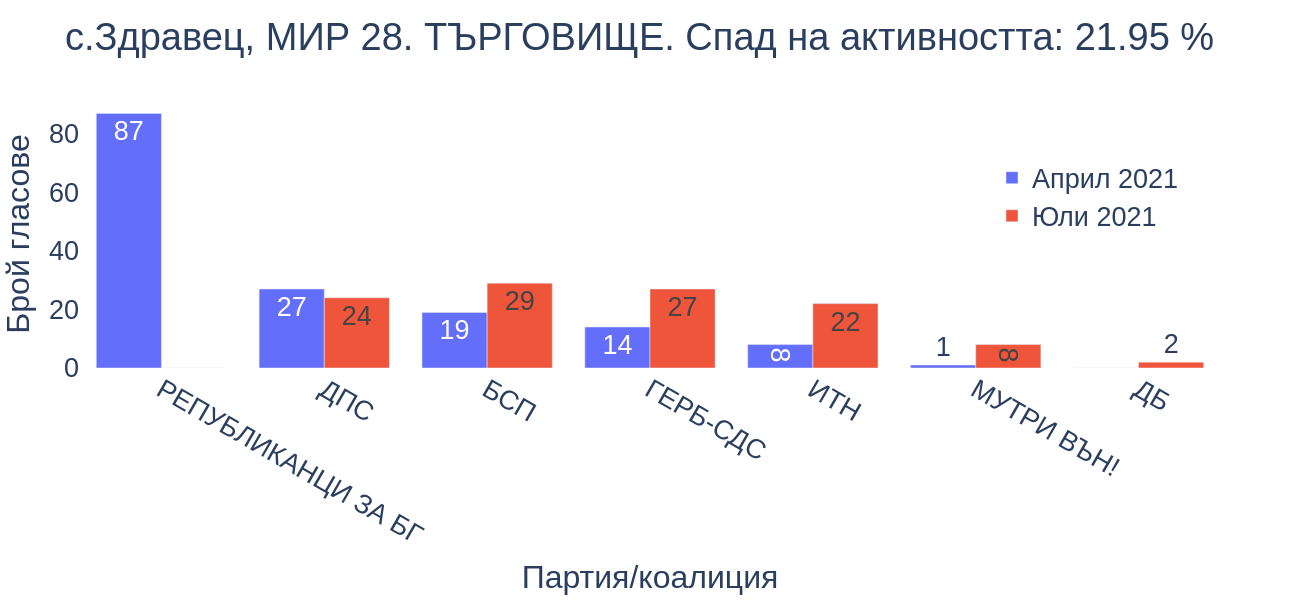 с.Здравец, МИР 28. ТЪРГОВИЩЕ. Спад на активността: 21.95 %
Брой гласове
80
60
40
20
0
87
27
24
19
29
14
27
8
22
1
8
2
Април 2021
Юли 2021
РЕПУБЛИКАНЦИ ЗА БГ
ДПС
БСП
ГЕРБ-СДС
ИТН
МУТРИ ВЪН!
ДБ
Партия/коалиция